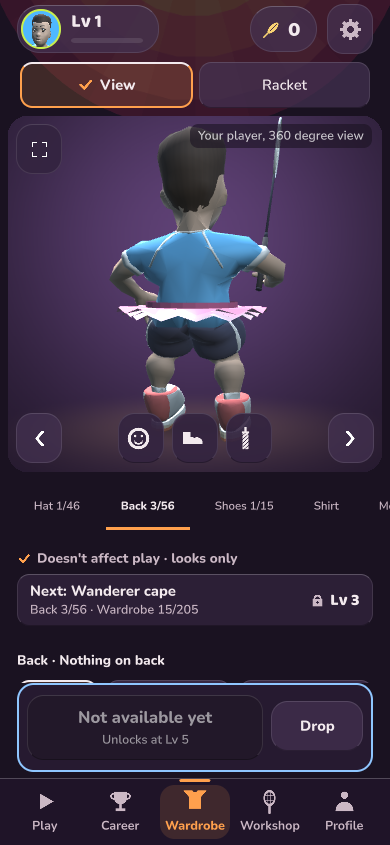 Lv 1
0
View
Racket
Your player, 360 degree view
Hat 1/46
Back 3/56
Shoes 1/15
Shirt
Doesn't affect play · looks only
Next: Wanderer cape
Back 3/56 · Wardrobe 15/205
Lv 3
Back · Nothing on back
Not available yet
Unlocks at Lv 5
Drop
Play
Career
Wardrobe
Workshop
Profile